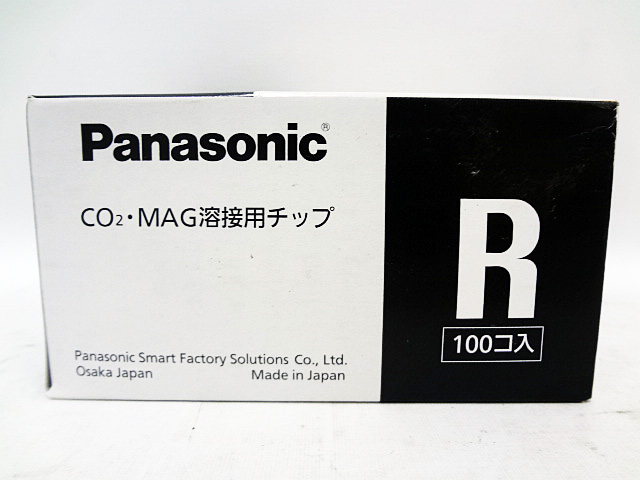 Panasonic®
CO₂・MAG溶接用チップ
R
100コ入
Panasonic Smart Factory Solutions Co., Ltd.
Osaka Japan Made in Japan